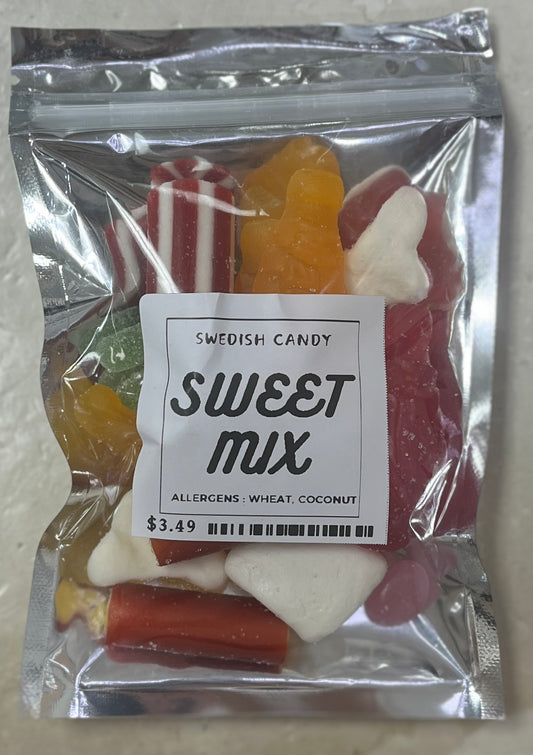 SWEDISH CANDY
SWEET
MIX
ALLERGENS : WHEAT, COCONUT
$3.49